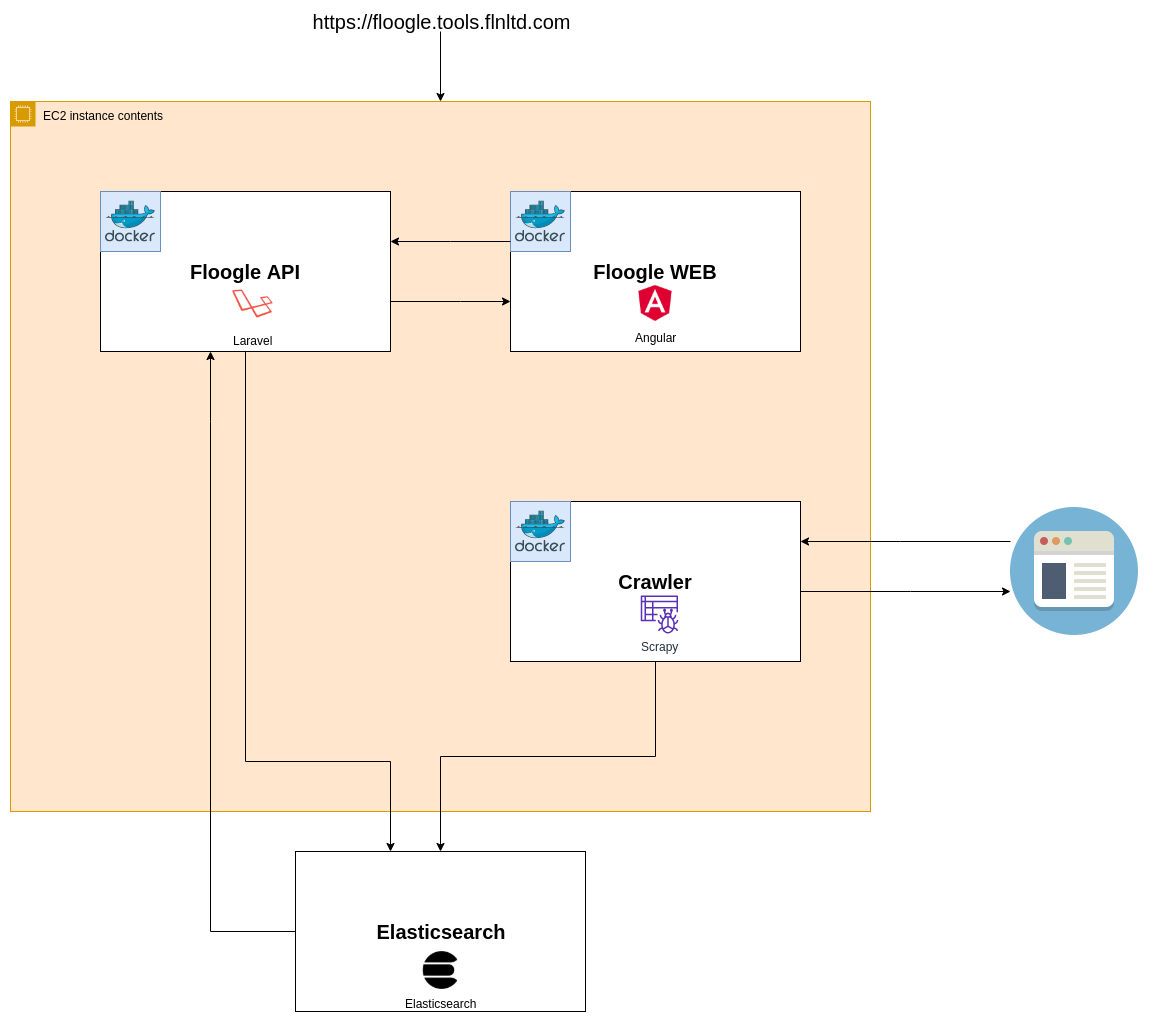 https://floogle.tools.flnltd.com
EC2 instance contents
docker
Floogle API
Laravel
docker
Floogle WEB
Angular
docker
Crawler
Scrapy
Elasticsearch
Elasticsearch